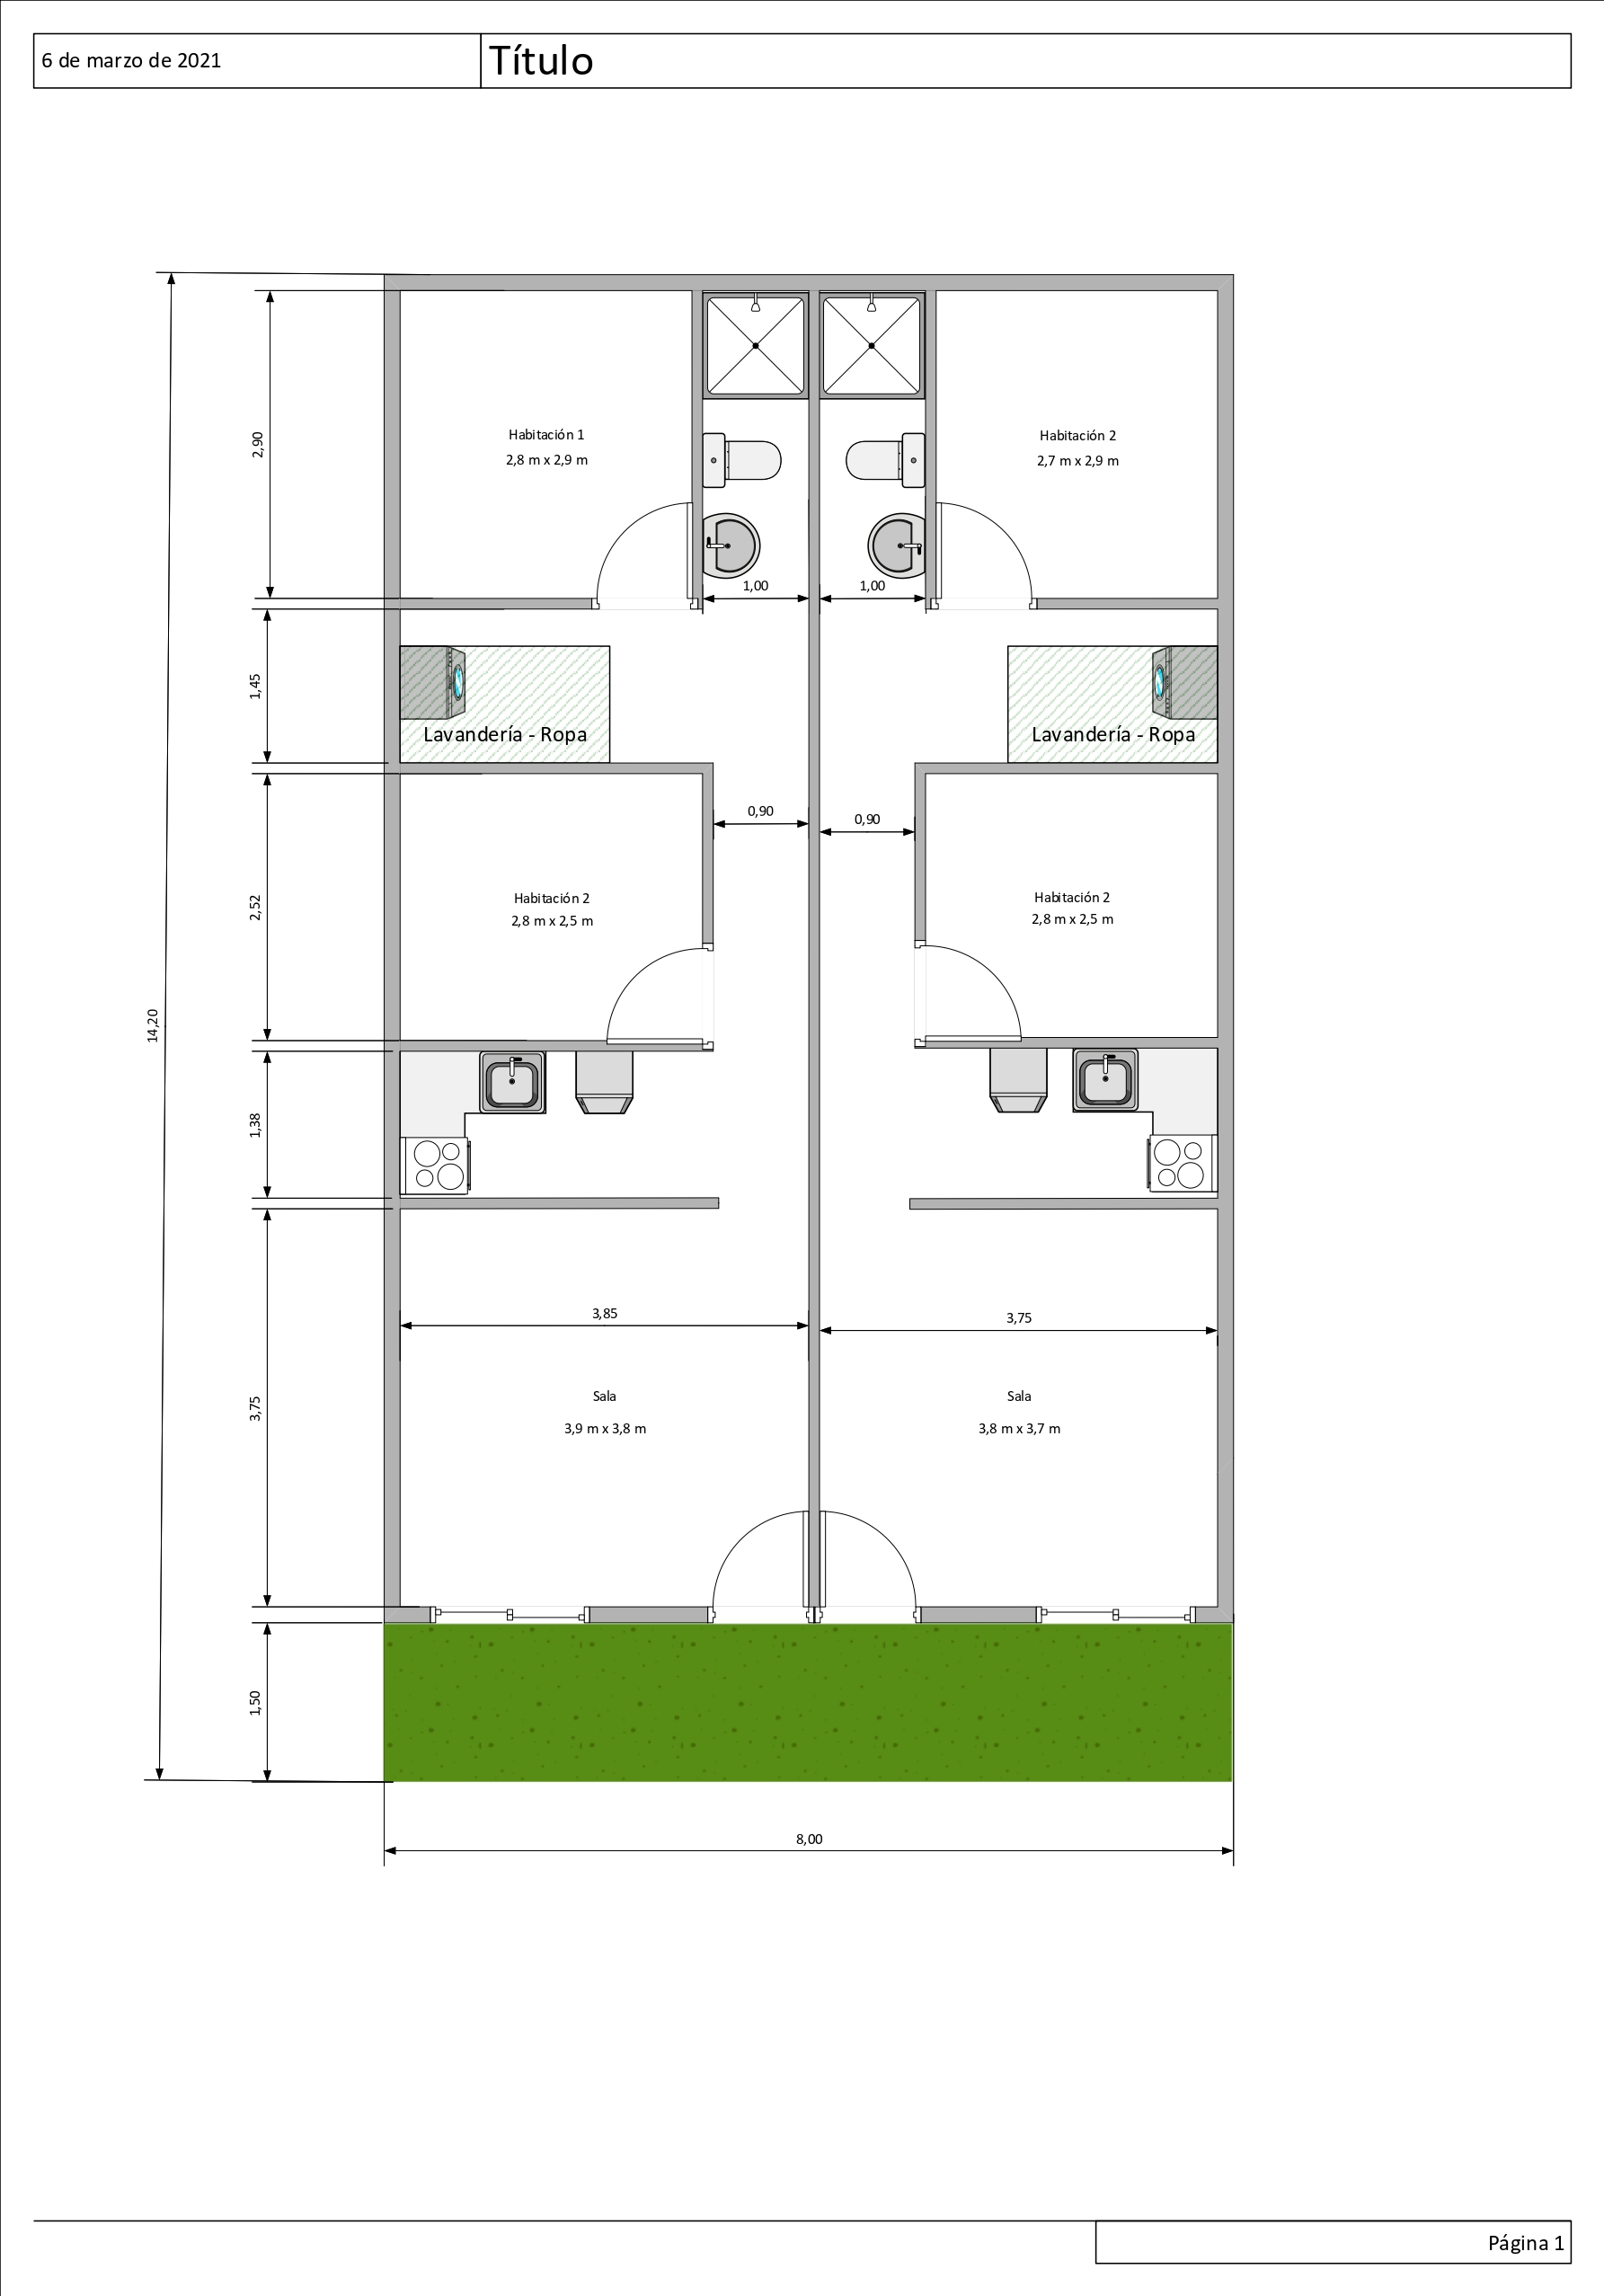 6 de marzo de 2021
Título
Habitación 1
2,8 m x 2,9 m
Habitación 2
2,7 m x 2,9 m
2,90
1,00
1,00
1,45
Lavandería - Ropa
Lavandería - Ropa
0,90
0,90
2,52
Habitación 2
2,8 m x 2,5 m
Habitación 2
2,8 m x 2,5 m
14,20
1,38
3,85
3,75
3,75
Sala
3,9 m x 3,8 m
Sala
3,8 m x 3,7 m
1,50
8,00
Página 1